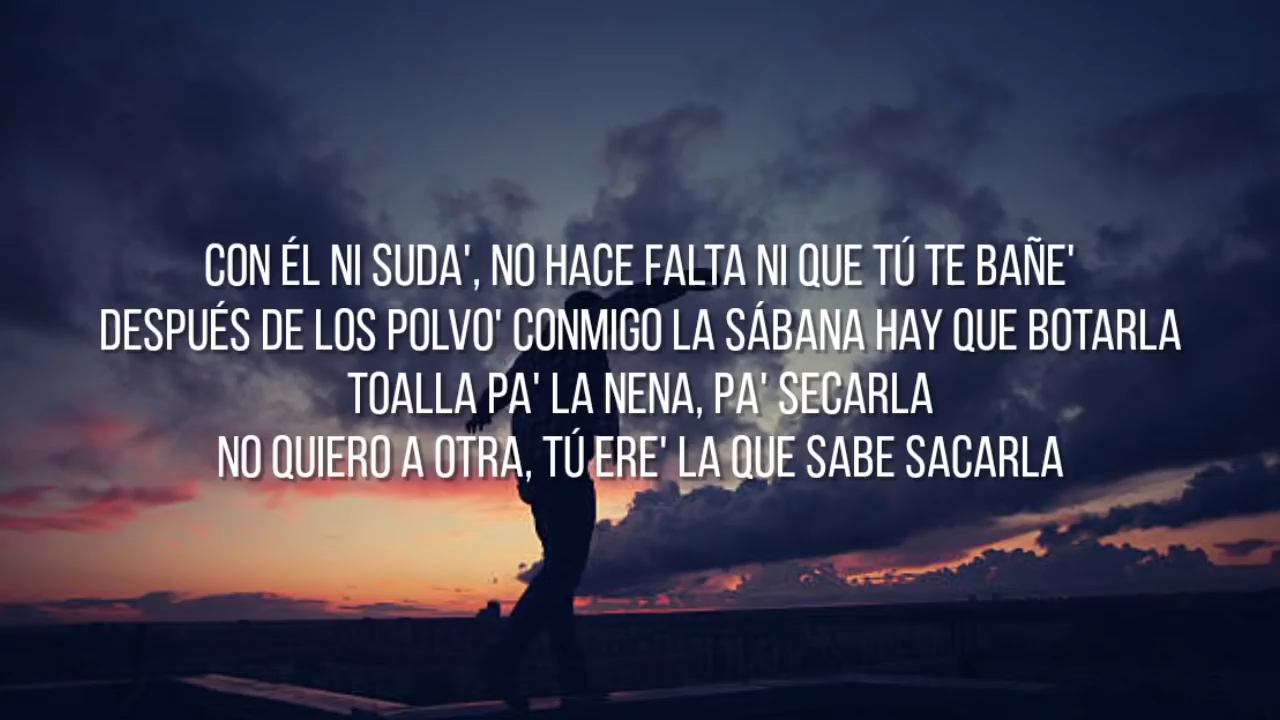 CON ÉL NI SUDA', NO HACE FALTA NI QUE TÚ TE BAÑE'
DESPUÉS DE LOS POLVO' CONMIGO LA SÁBANA HAY QUE BOTARLA
TOALLA PA' LA NENA, PA' SECARLA
NO QUIERO A OTRA, TÚ ERE' LA QUE SABE SACARLA